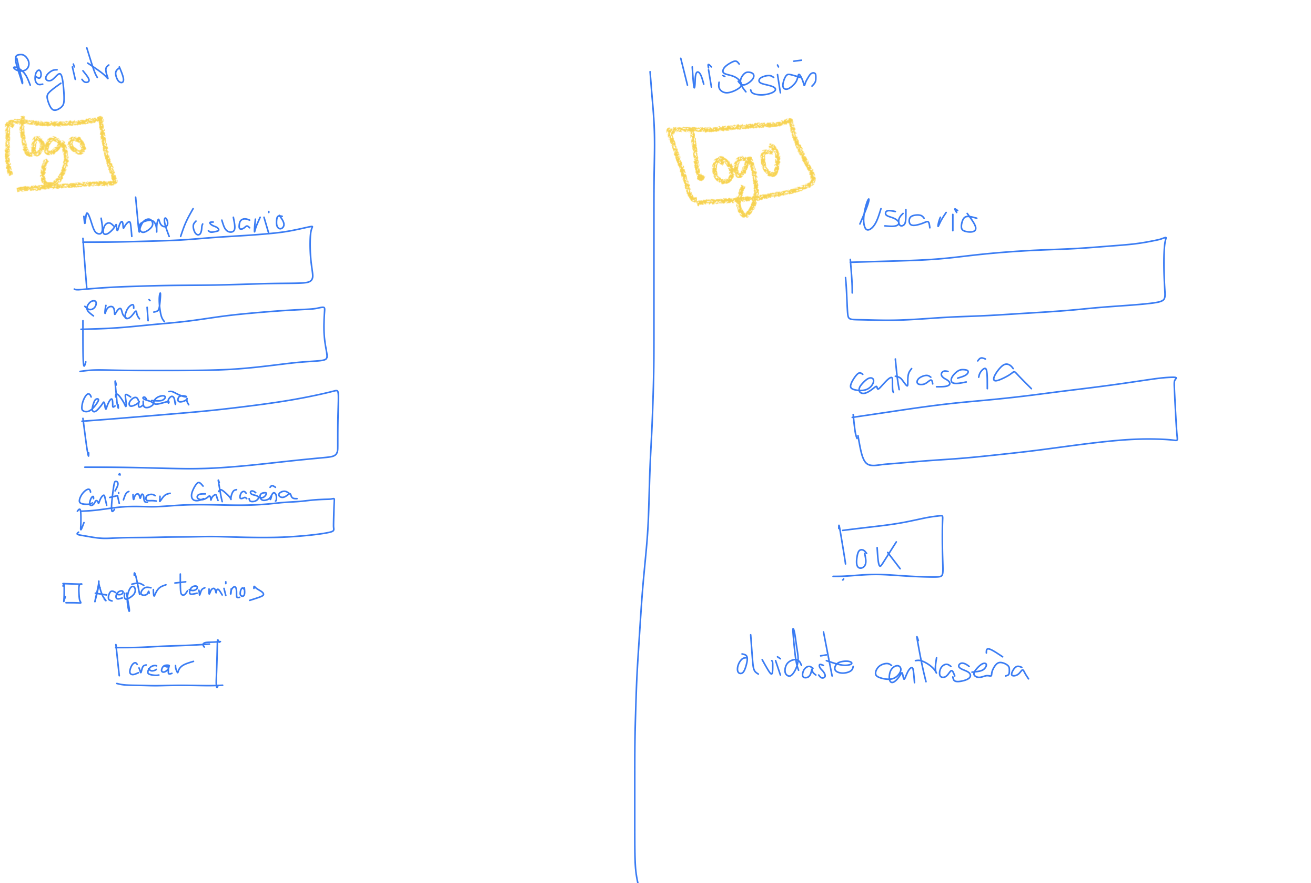 Registro
logo
Nombre/usuario
email
Contraseña
Confirmar Contraseña
Aceptar terminos
crear
IniSesión
Logo
Usuario
contraseña
OK
olvidaste contraseña